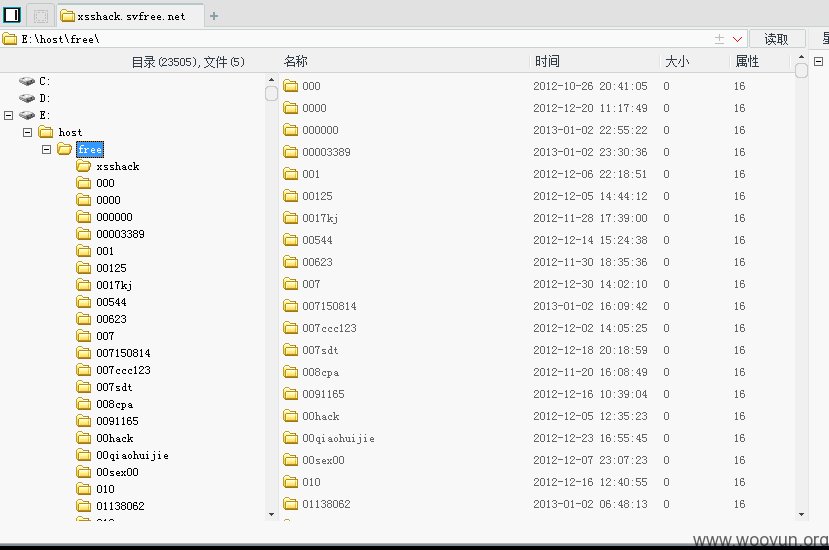 xsshack.svfree.net
E:\host\free\ 读取
目录(23505),文件(5) 名称 时间 大小 属性
C:
D:
E:
host
free
xsshack
000
0000
000000
00003389
001
00125
0017kj
00544
00623
007
007150814
007ccc123
007sdt
008cpa
0091165
00hack
00qiaohuijie
00sex00
010
01138062
000 2012-10-26 20:41:05 0 16
0000 2012-12-20 11:17:49 0 16
000000 2013-01-02 22:55:22 0 16
00003389 2013-01-02 23:30:36 0 16
001 2012-12-06 22:18:51 0 16
00125 2012-12-05 14:44:12 0 16
0017kj 2012-11-28 17:39:00 0 16
00544 2012-12-14 15:24:38 0 16
00623 2012-11-30 18:35:36 0 16
007 2012-12-30 14:02:10 0 16
007150814 2013-01-02 16:09:42 0 16
007ccc123 2012-12-02 14:05:25 0 16
007sdt 2012-12-18 20:18:59 0 16
008cpa 2012-11-20 16:08:49 0 16
0091165 2012-12-16 10:39:04 0 16
00hack 2012-12-05 12:35:23 0 16
00qiaohuijie 2012-12-23 16:55:45 0 16
00sex00 2012-12-07 23:07:23 0 16
010 2012-12-16 12:40:55 0 16
01138062 2013-01-02 06:48:13 0 16
www.wooyun.org